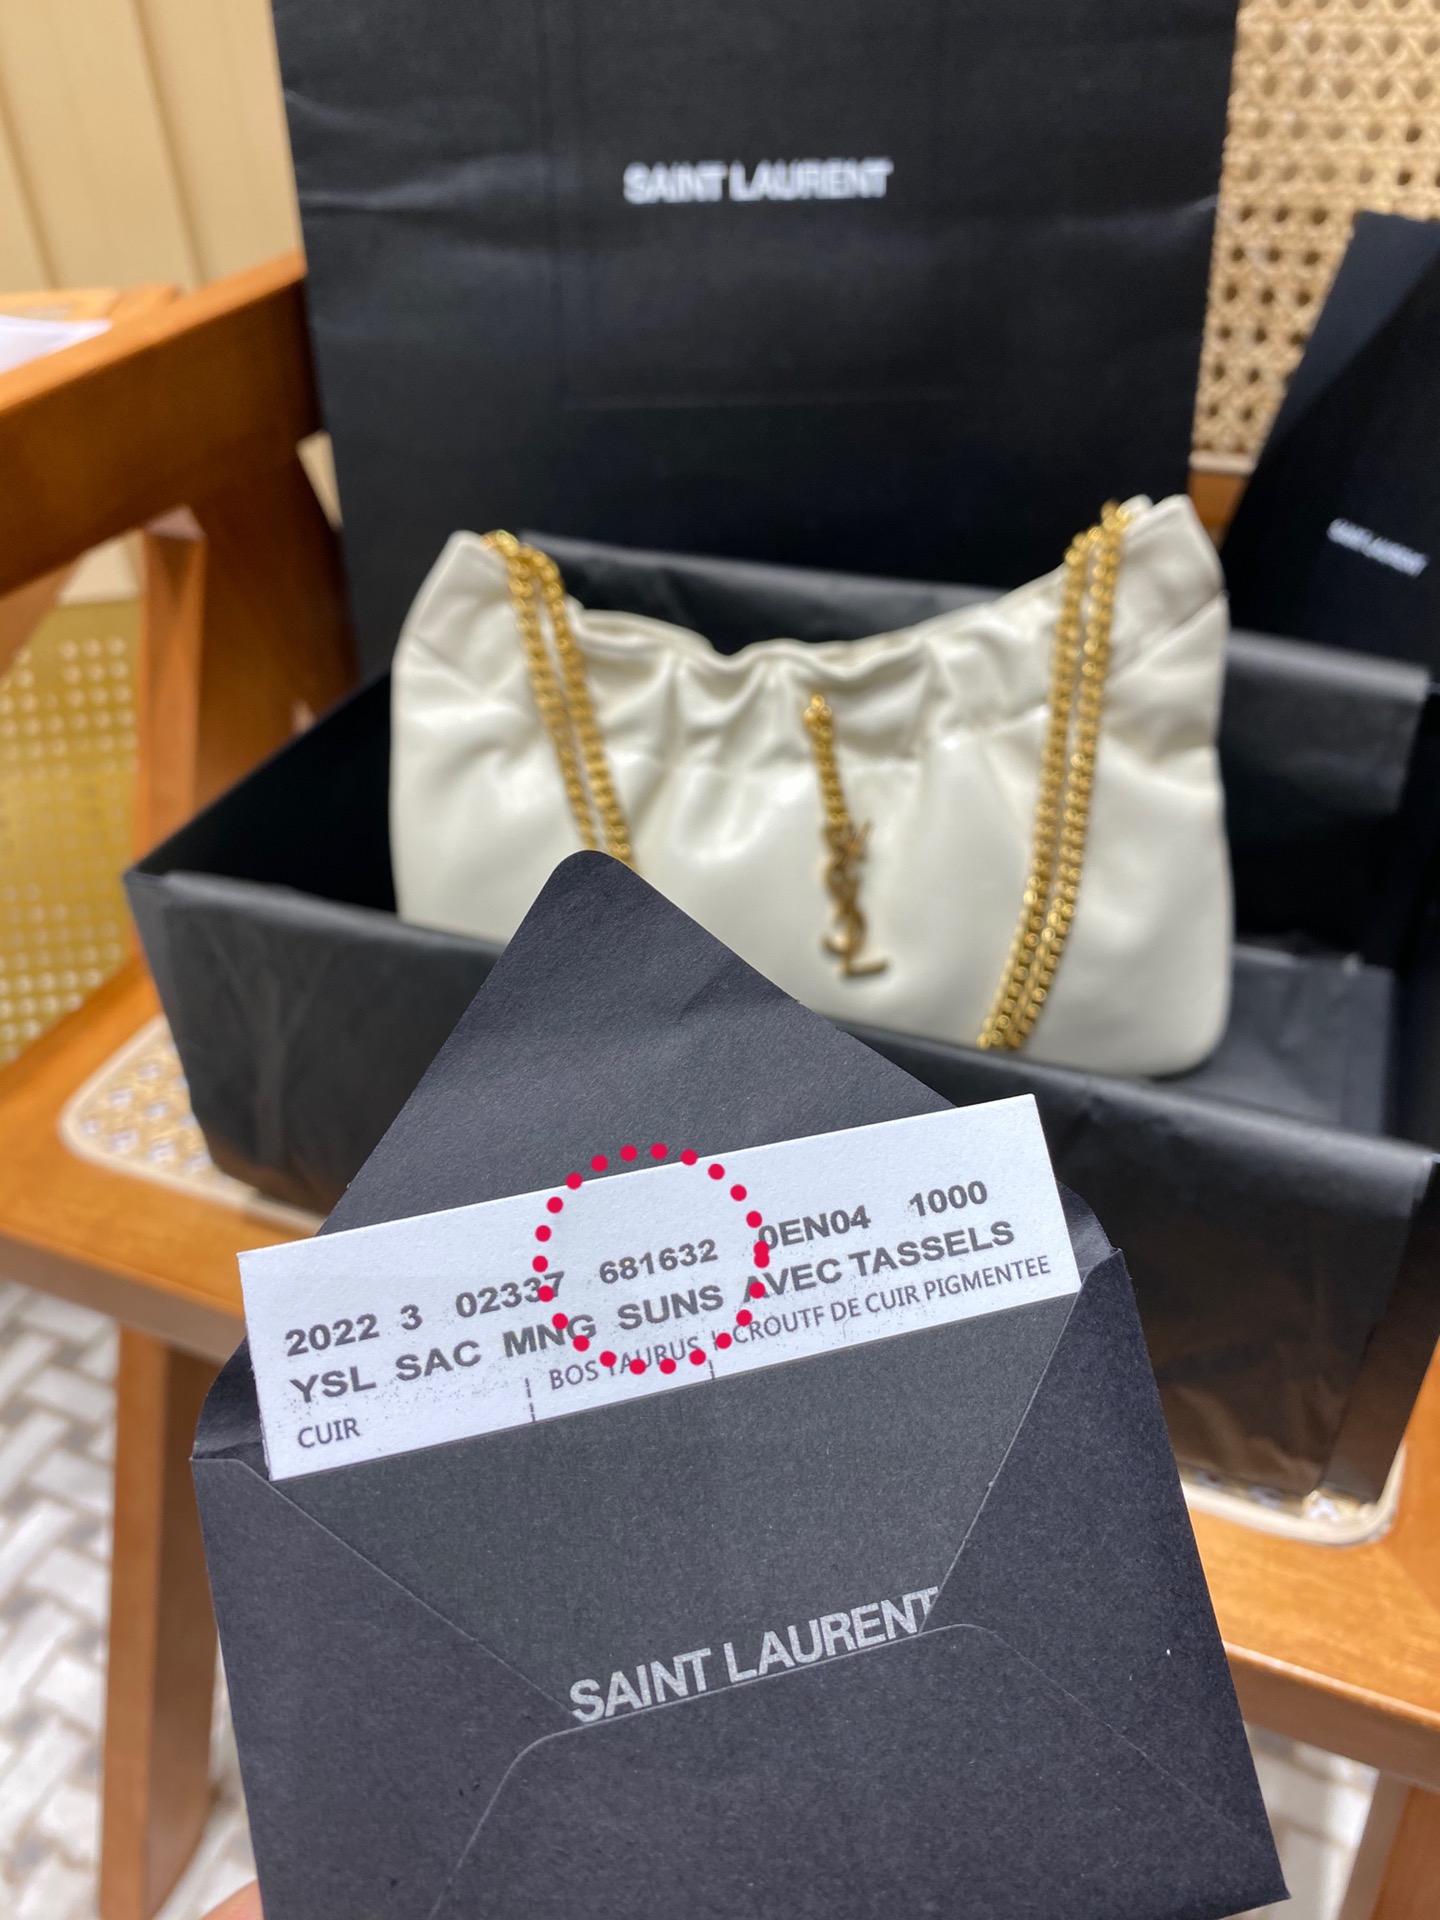 SAINT LAURENT
SAINT LAURENT
YSL
2022 3 02337 681632 0EN04 1000
YSL SAC MNG SUNS AVEC TASSELS
CUIR ¦ BOS TAURUS ¦ CROUTF DE CUIR PIGMENTEE
SAINT LAURENT